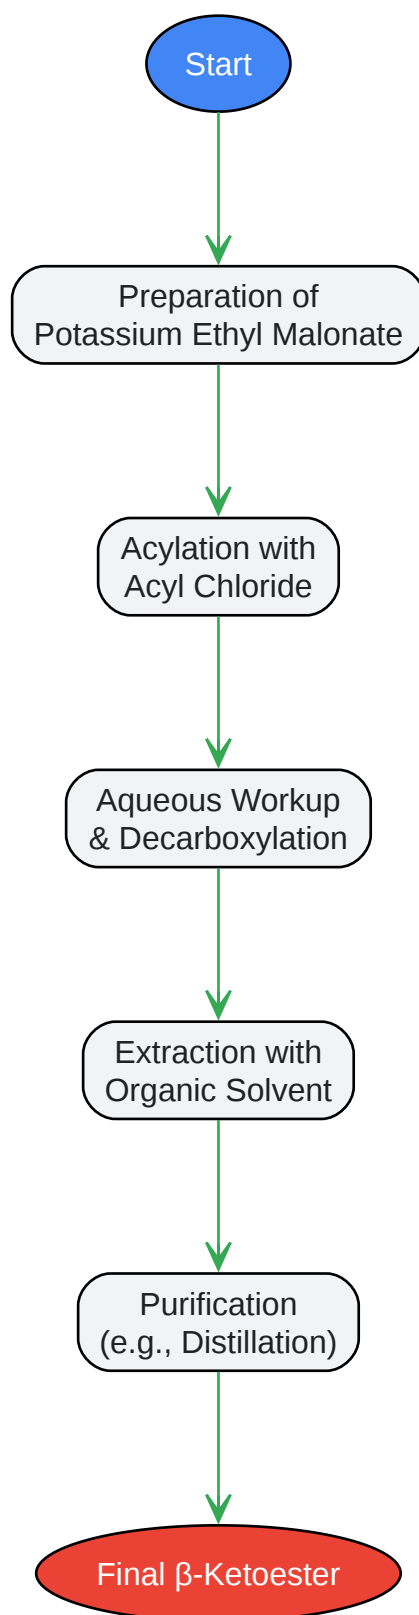 Start
Preparation of
Potassium Ethyl Malonate
Acylation with
Acyl Chloride
Aqueous Workup
& Decarboxylation
Extraction with
Organic Solvent
Purification
(e.g., Distillation)
Final β-Ketoester